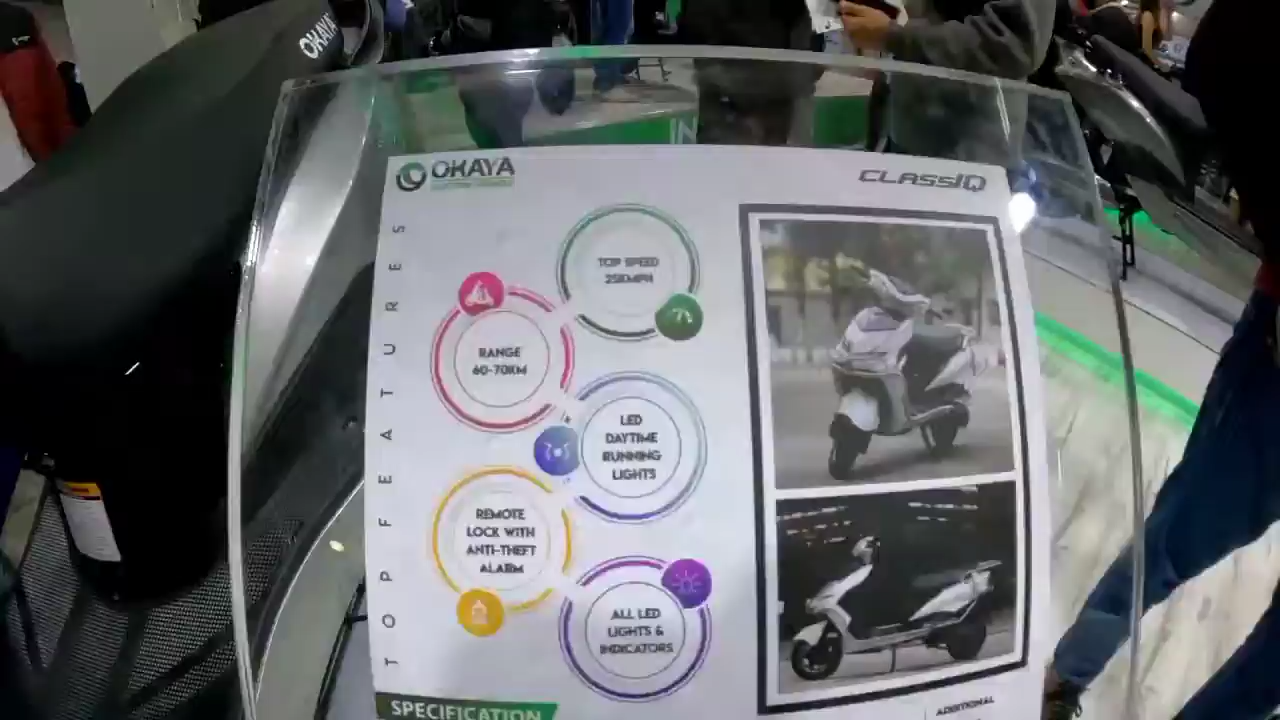 OKAYA
OKAYA
CLASSIQ
TOP FEATURES
TOP SPEED
25KMPH
RANGE
60-70KM
LED
DAYTIME
RUNNING
LIGHTS
REMOTE
LOCK WITH
ANTI-THEFT
ALARM
ALL LED
LIGHTS &
INDICATORS
SPECIFICATION
ADDITIONAL